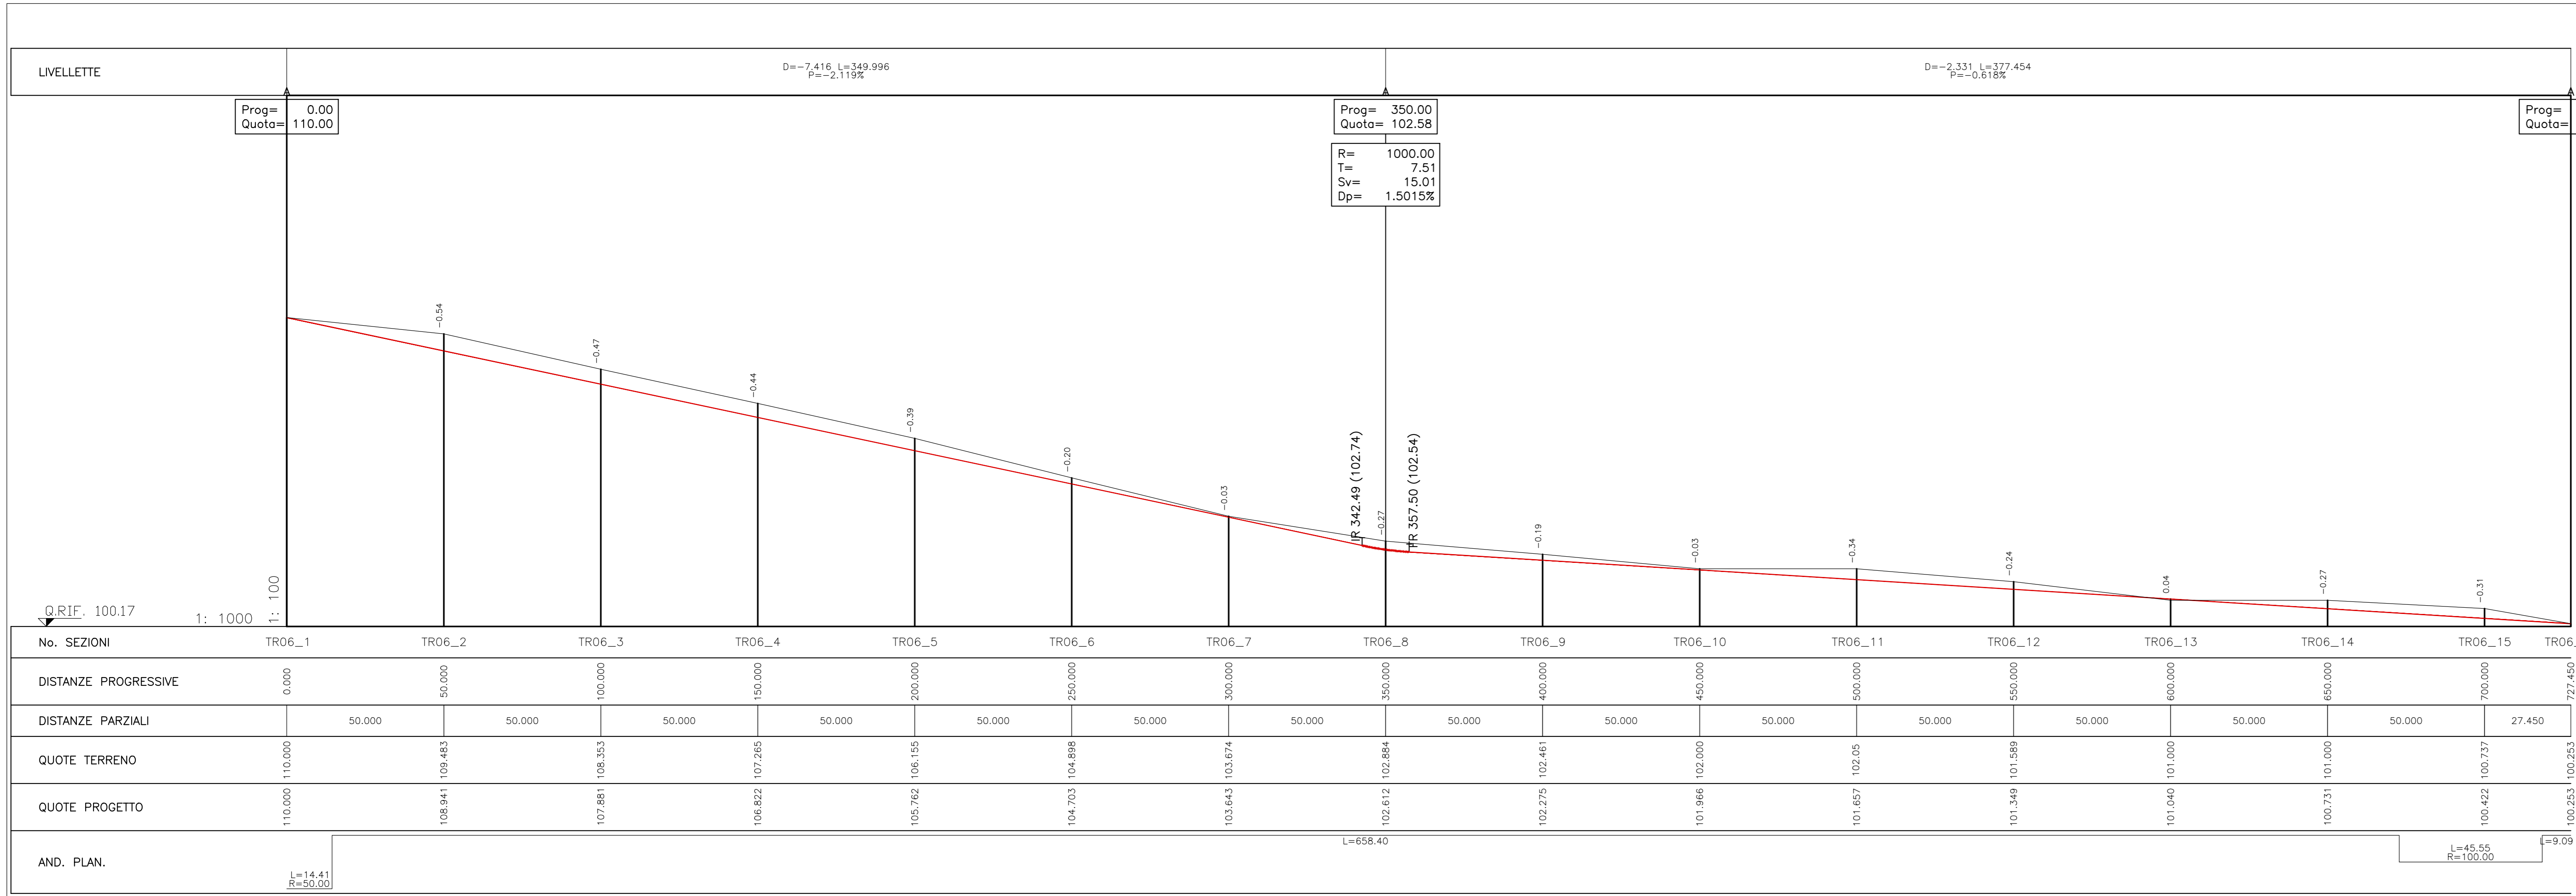 LIVELLETTE
D=-7.416 L=349.996
P=-2.119%
D=-2.331 L=377.454
P=-0.618%
A A A
Prog= 0.00
Quota= 110.00
Prog= 350.00
Quota= 102.58
Prog=
Quota=
R= 1000.00
T= 7.51
Sv= 15.01
Dp= 1.5015%
-0.54
-0.47
-0.44
-0.39
-0.20
-0.03
IR 342.49 (102.74)
-0.27
FR 357.50 (102.54)
-0.19
-0.03
-0.34
-0.24
0.04
-0.27
-0.31
Q.RIF. 100.17
1: 1000
1: 100
No. SEZIONI TR06_1 TR06_2 TR06_3 TR06_4 TR06_5 TR06_6 TR06_7 TR06_8 TR06_9 TR06_10 TR06_11 TR06_12 TR06_13 TR06_14 TR06_15 TR06_
DISTANZE PROGRESSIVE 0.000 50.000 100.000 150.000 200.000 250.000 300.000 350.000 400.000 450.000 500.000 550.000 600.000 650.000 700.000 727.450
DISTANZE PARZIALI 50.000 50.000 50.000 50.000 50.000 50.000 50.000 50.000 50.000 50.000 50.000 50.000 50.000 50.000 27.450
QUOTE TERRENO 110.000 109.483 108.353 107.265 106.155 104.898 103.674 102.884 102.461 102.000 102.05 101.589 101.000 101.000 100.737 100.253
QUOTE PROGETTO 110.000 108.941 107.881 106.822 105.762 104.703 103.643 102.612 102.275 101.966 101.657 101.349 101.040 100.731 100.422 100.253
AND. PLAN.
L=14.41
R=50.00
L=658.40
L=45.55
R=100.00
L=9.09